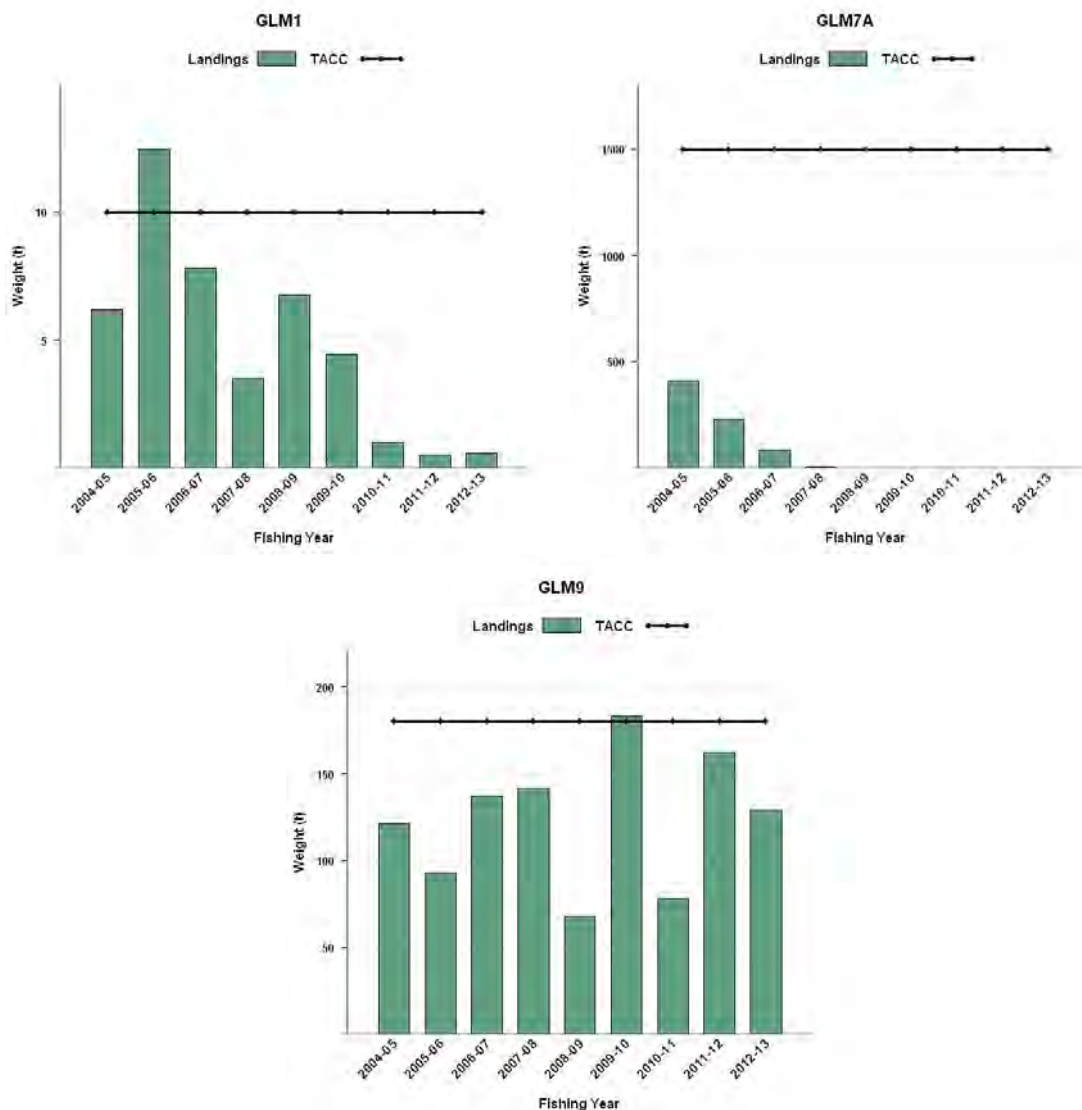 GLM1
Landings TACC
Weight (t)
10
5
2004-05 2005-06 2006-07 2007-08 2008-09 2009-10 2010-11 2011-12 2012-13
Fishing Year
GLM7A
Landings TACC
Weight (t)
1500
1000
500
2004-05 2005-06 2006-07 2007-08 2008-09 2009-10 2010-11 2011-12 2012-13
Fishing Year
GLM9
Landings TACC
Weight (t)
200
150
100
50
2004-05 2005-06 2006-07 2007-08 2008-09 2009-10 2010-11 2011-12 2012-13
Fishing Year